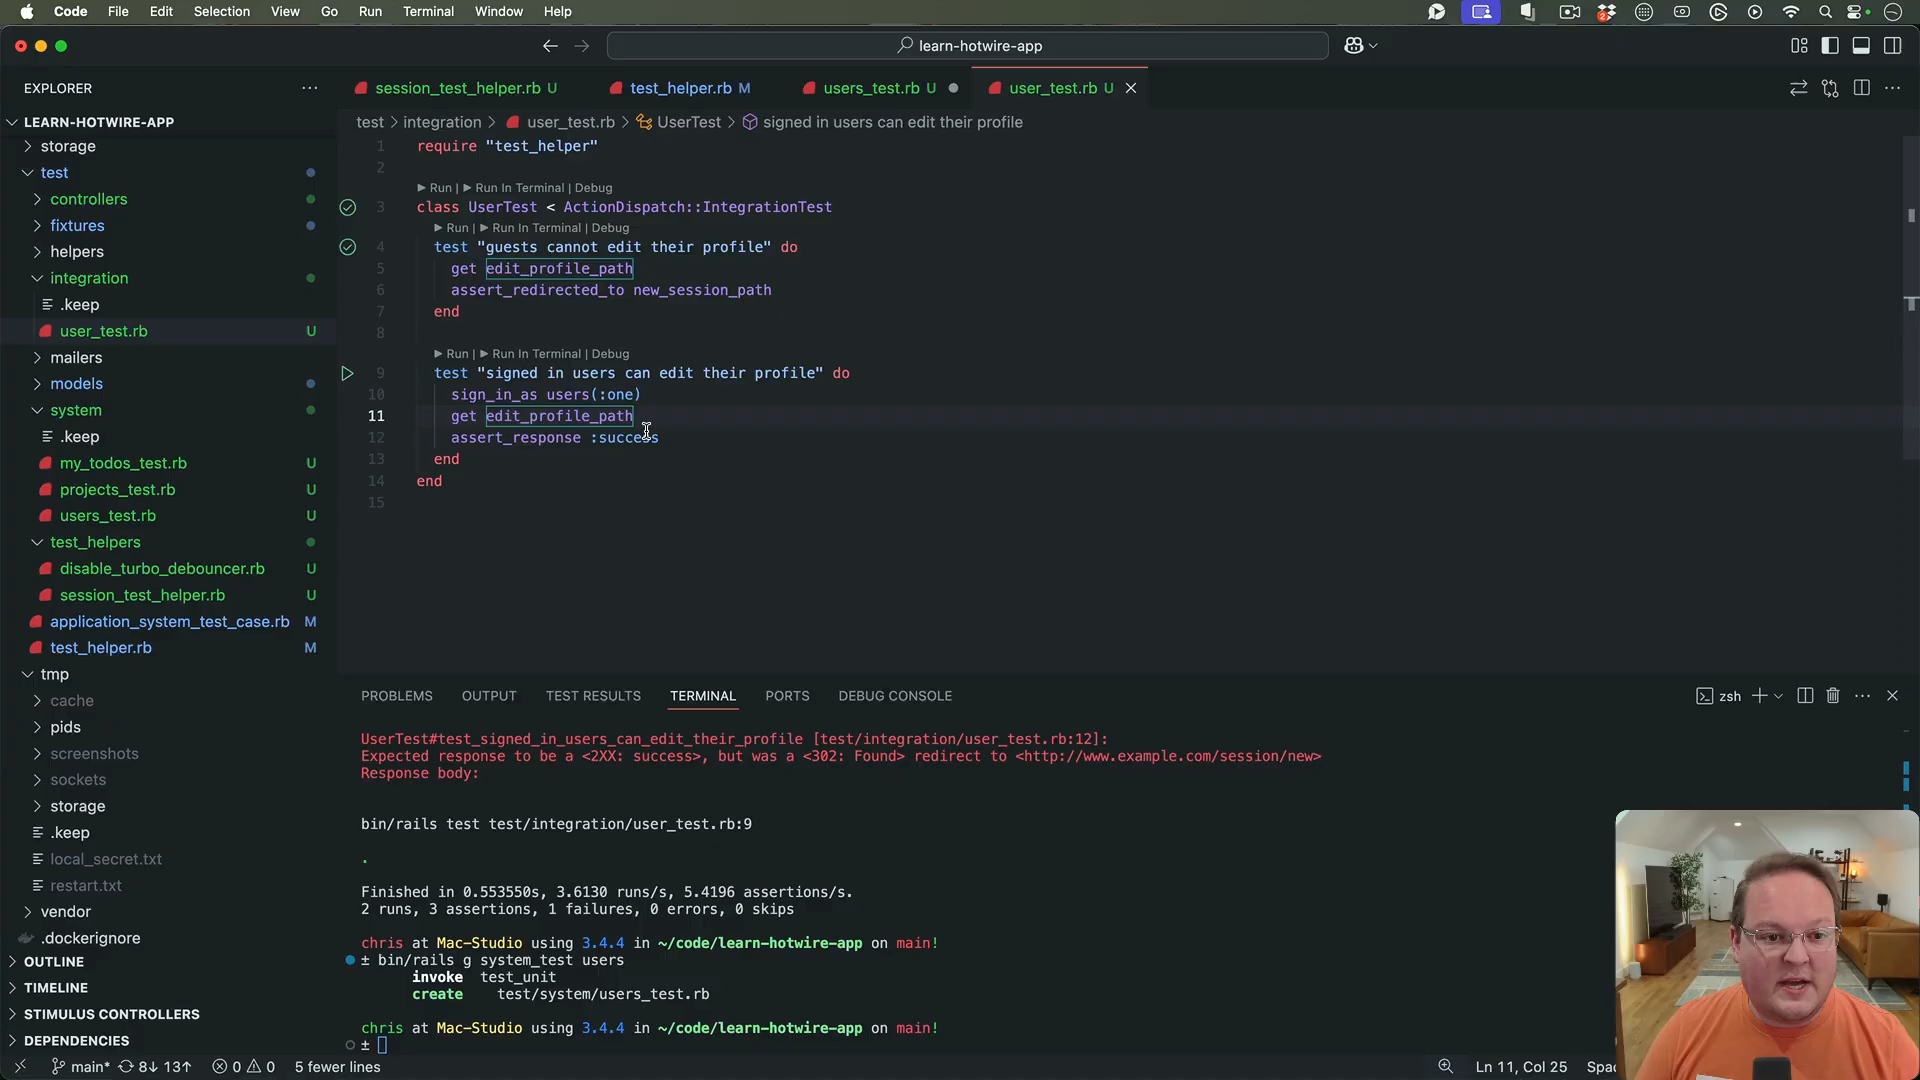 Code File Edit Selection View Go Run Terminal Window Help
learn-hotwire-app
EXPLORER
LEARN-HOTWIRE-APP
storage
test
controllers
fixtures
helpers
integration
.keep
user_test.rb U
mailers
models
system
.keep
my_todos_test.rb U
projects_test.rb U
users_test.rb U
test_helpers
disable_turbo_debouncer.rb U
session_test_helper.rb U
application_system_test_case.rb M
test_helper.rb M
tmp
cache
pids
screenshots
sockets
storage
.keep
local_secret.txt
restart.txt
vendor
.dockerignore
OUTLINE
TIMELINE
STIMULUS CONTROLLERS
DEPENDENCIES
session_test_helper.rb U test_helper.rb M users_test.rb U user_test.rb U
test > integration > user_test.rb > UserTest > signed in users can edit their profile
1 require "test_helper"
2
Run | Run In Terminal | Debug
3 class UserTest < ActionDispatch::IntegrationTest
Run | Run In Terminal | Debug
4 test "guests cannot edit their profile" do
5 get edit_profile_path
6 assert_redirected_to new_session_path
7 end
8
Run | Run In Terminal | Debug
9 test "signed in users can edit their profile" do
10 sign_in_as users(:one)
11 get edit_profile_path
12 assert_response :success
13 end
14 end
15
PROBLEMS OUTPUT TEST RESULTS TERMINAL PORTS DEBUG CONSOLE
zsh
UserTest#test_signed_in_users_can_edit_their_profile [test/integration/user_test.rb:12]:
Expected response to be a <2XX: success>, but was a <302: Found> redirect to <http://www.example.com/session/new>
Response body:
bin/rails test test/integration/user_test.rb:9
.
Finished in 0.553550s, 3.6130 runs/s, 5.4196 assertions/s.
2 runs, 3 assertions, 1 failures, 0 errors, 0 skips
chris at Mac-Studio using 3.4.4 in ~/code/learn-hotwire-app on main!
± bin/rails g system_test users
invoke test_unit
create test/system/users_test.rb
chris at Mac-Studio using 3.4.4 in ~/code/learn-hotwire-app on main!
±
main* 8↓ 13↑ 0 0 5 fewer lines
Ln 11, Col 25 Spac